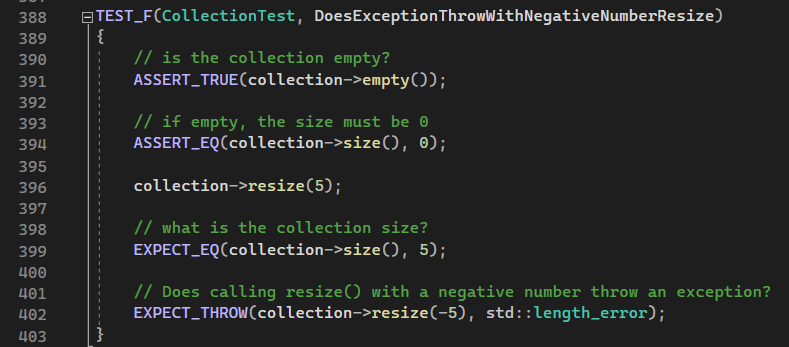 388 TEST_F(CollectionTest, DoesExceptionThrowWithNegativeNumberResize)
389 {
390 // is the collection empty?
391 ASSERT_TRUE(collection->empty());
392
393 // if empty, the size must be 0
394 ASSERT_EQ(collection->size(), 0);
395
396 collection->resize(5);
397
398 // what is the collection size?
399 EXPECT_EQ(collection->size(), 5);
400
401 // Does calling resize() with a negative number throw an exception?
402 EXPECT_THROW(collection->resize(-5), std::length_error);
403 }